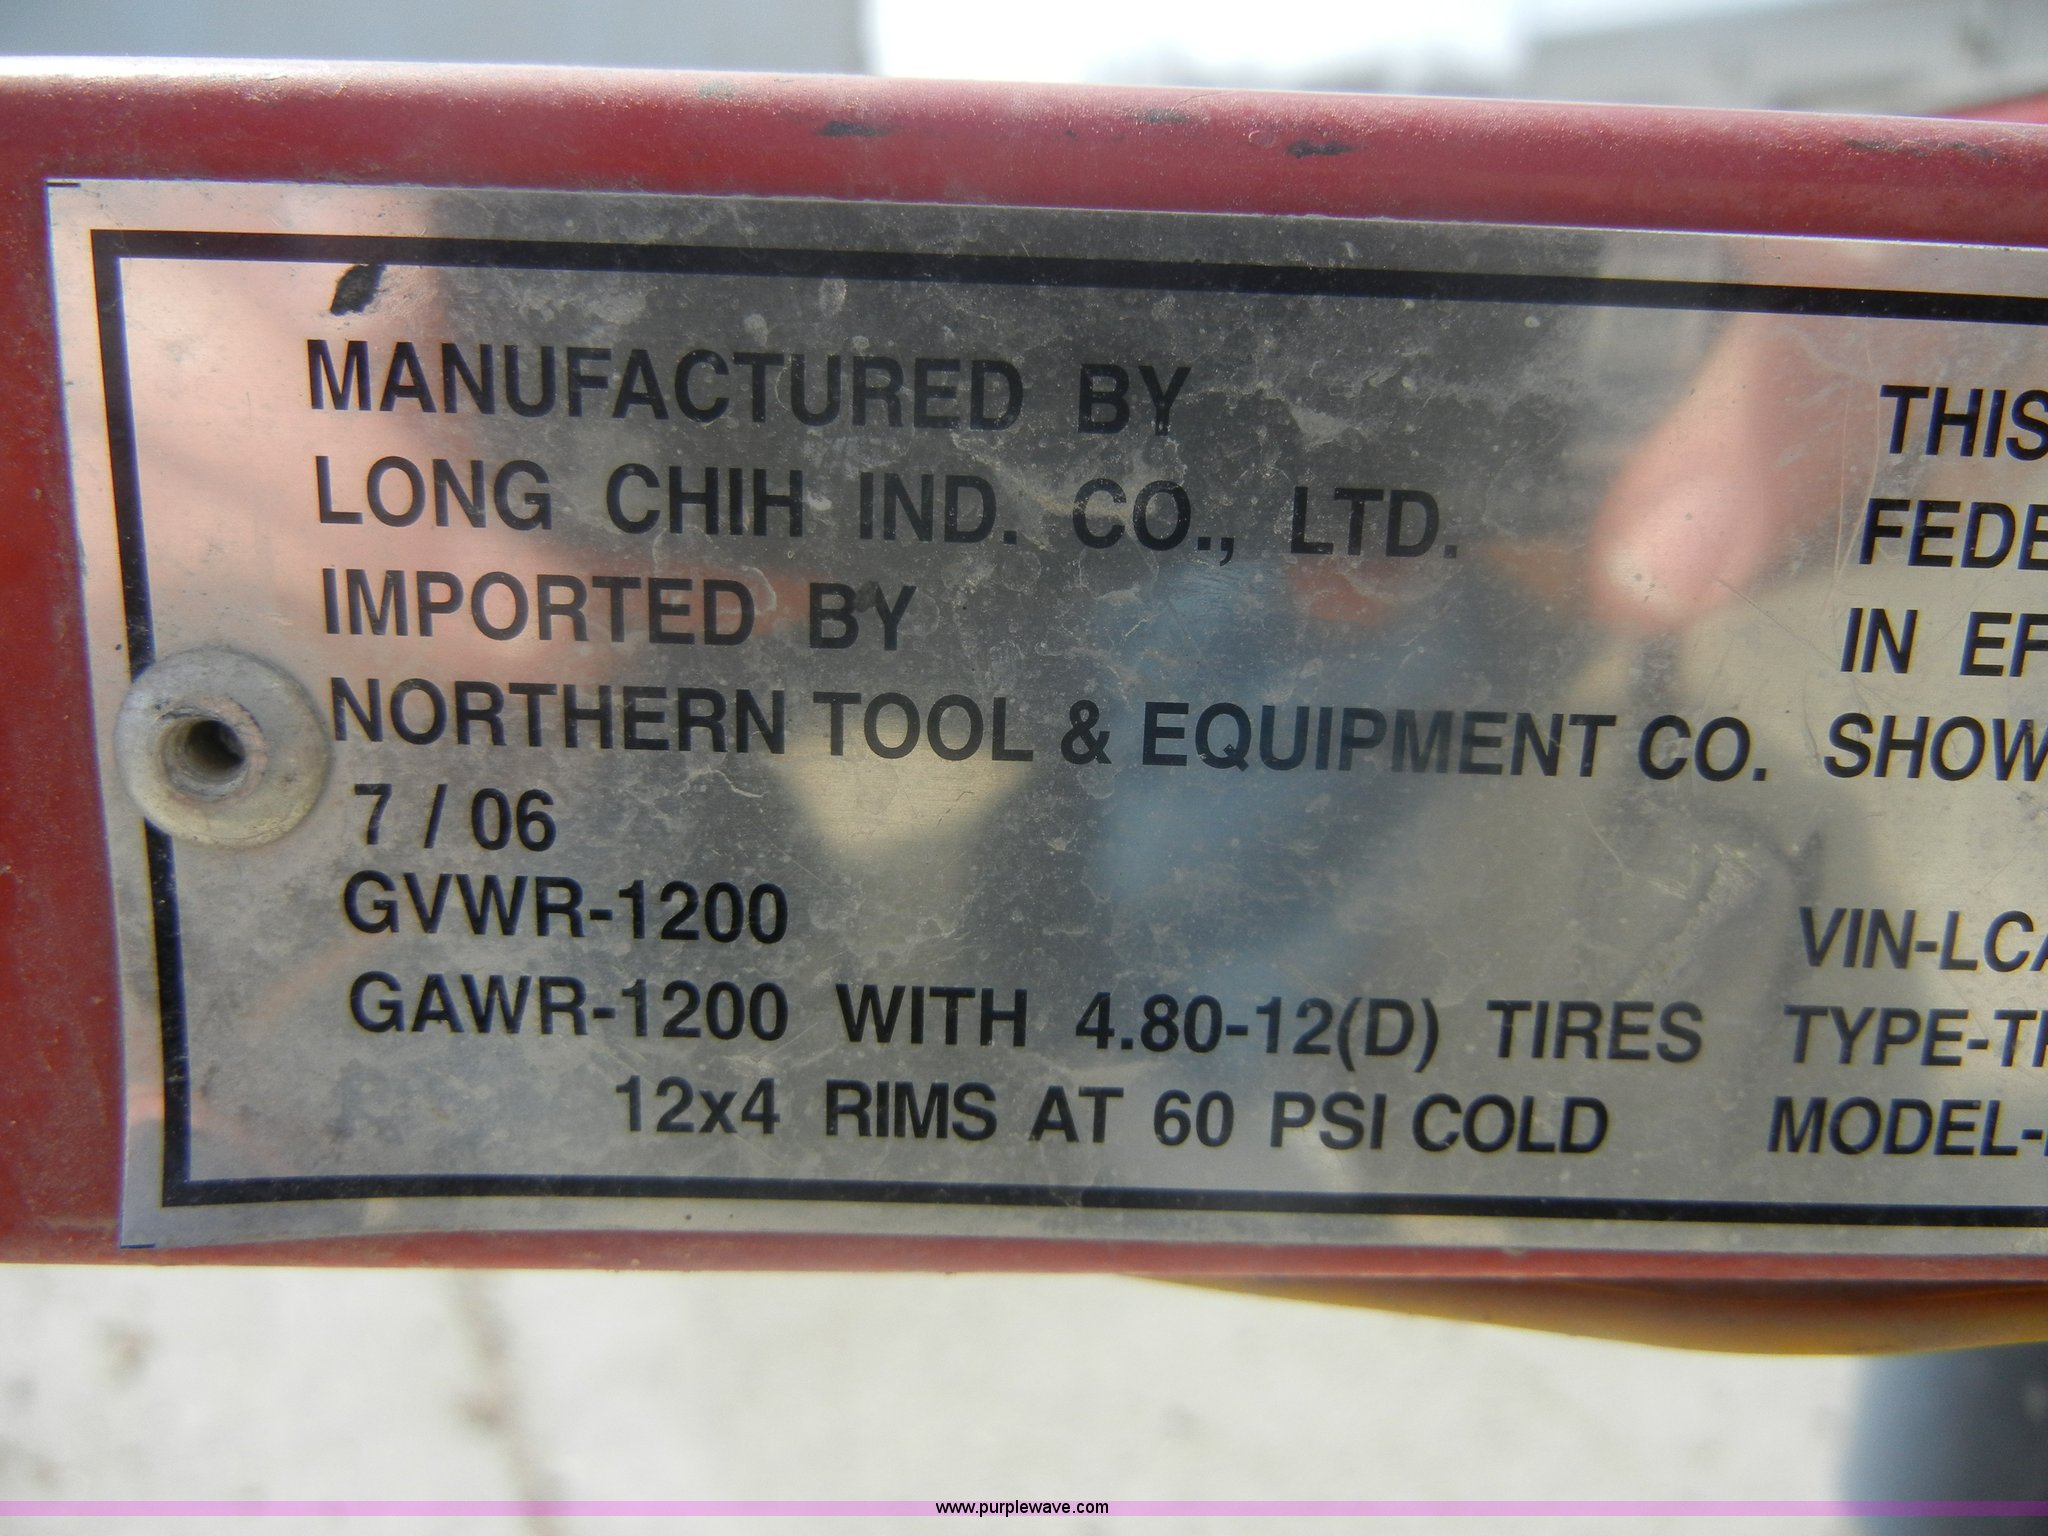 MANUFACTURED BY
LONG CHIH IND. CO., LTD.
IMPORTED BY
NORTHERN TOOL & EQUIPMENT CO.
7 / 06
GVWR-1200
GAWR-1200 WITH 4.80-12(D) TIRES
12x4 RIMS AT 60 PSI COLD
THIS
FEDE
IN EF
SHOW
VIN-LCA
TYPE-TR
MODEL-
www.purplewave.com